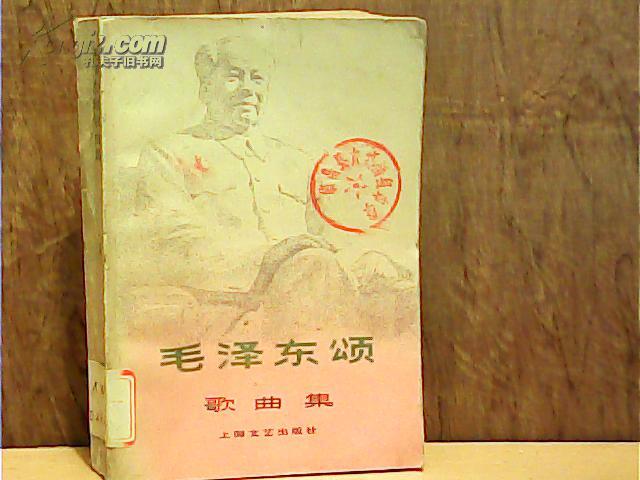 kongfz.com
孔夫子旧书网
毛泽东颂
歌曲集
上海文艺出版社